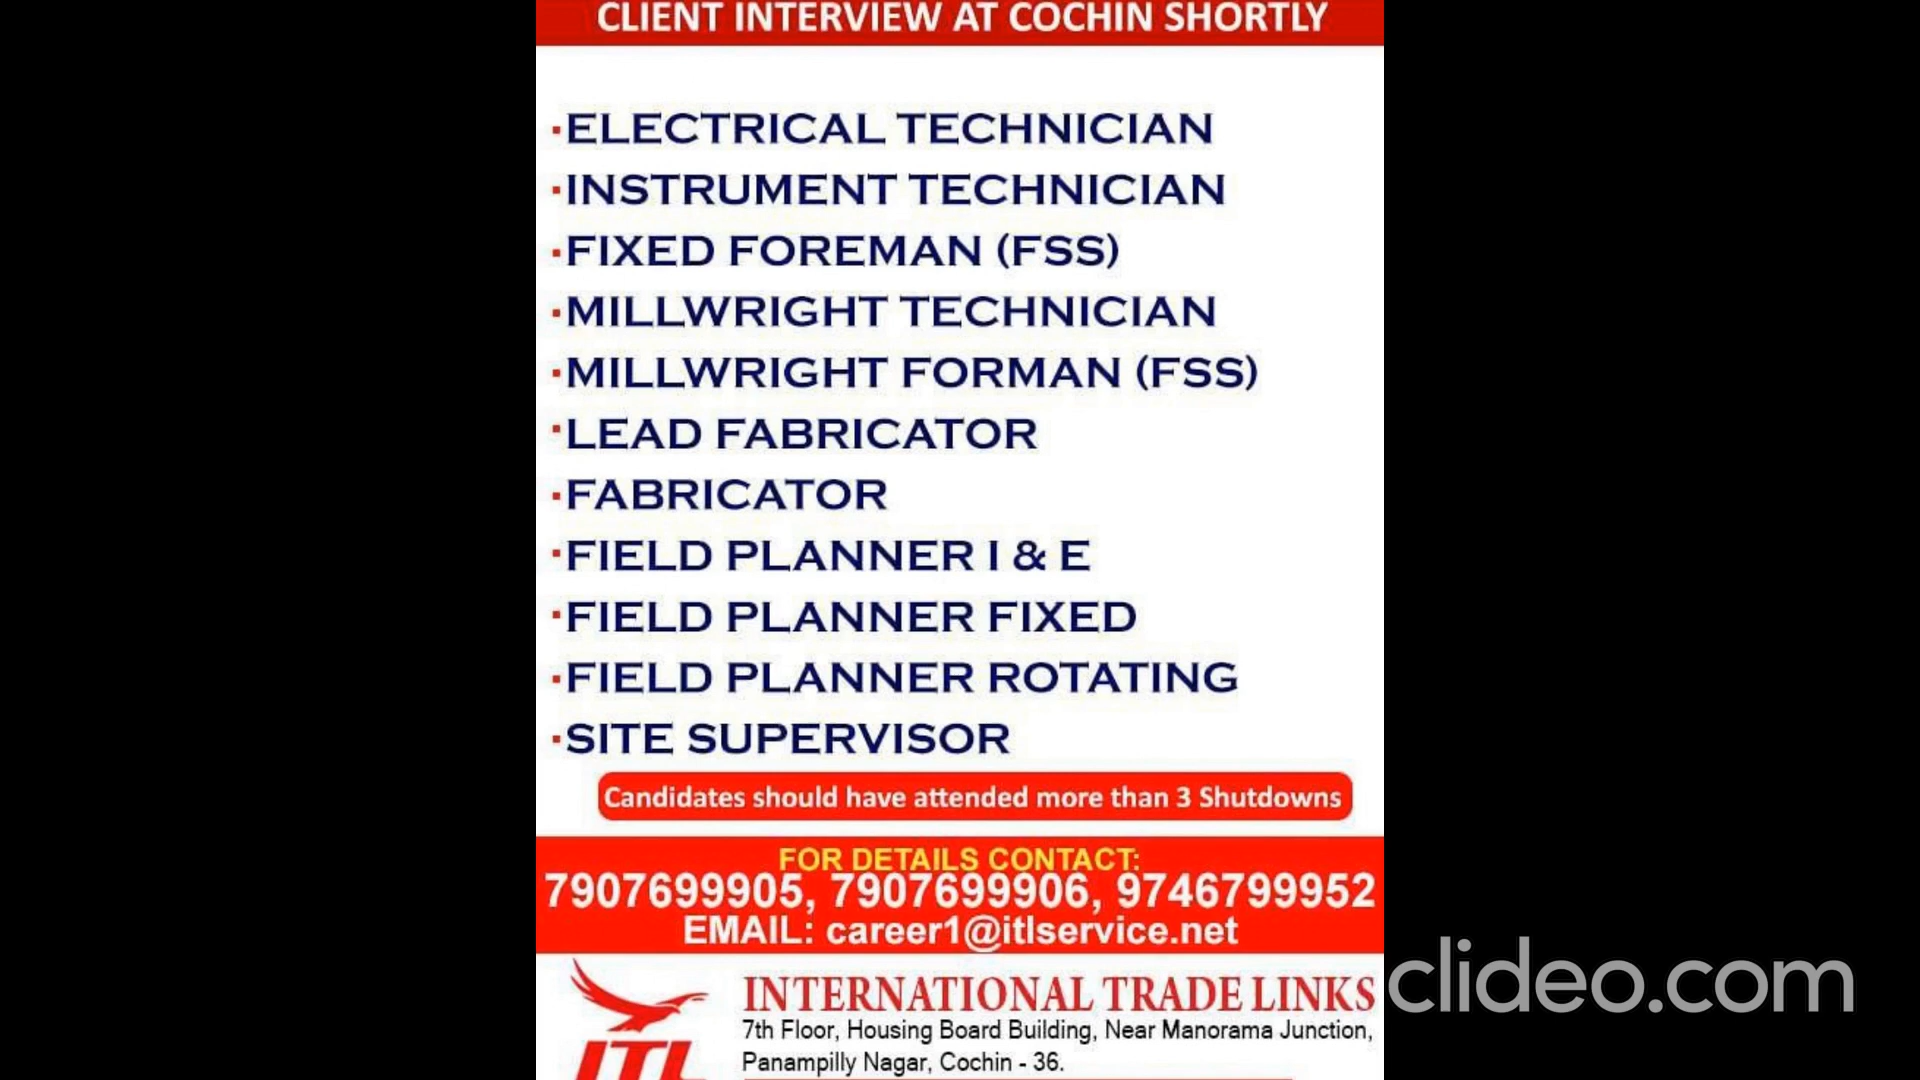 CLIENT INTERVIEW AT COCHIN SHORTLY
▪ELECTRICAL TECHNICIAN
▪INSTRUMENT TECHNICIAN
▪FIXED FOREMAN (FSS)
▪MILLWRIGHT TECHNICIAN
▪MILLWRIGHT FORMAN (FSS)
▪LEAD FABRICATOR
▪FABRICATOR
▪FIELD PLANNER I & E
▪FIELD PLANNER FIXED
▪FIELD PLANNER ROTATING
▪SITE SUPERVISOR
Candidates should have attended more than 3 Shutdowns
FOR DETAILS CONTACT:
7907699905, 7907699906, 9746799952
EMAIL: career1@itlservice.net
INTERNATIONAL TRADE LINKS
7th Floor, Housing Board Building, Near Manorama Junction,
Panampilly Nagar, Cochin - 36.
ITL
clideo.com